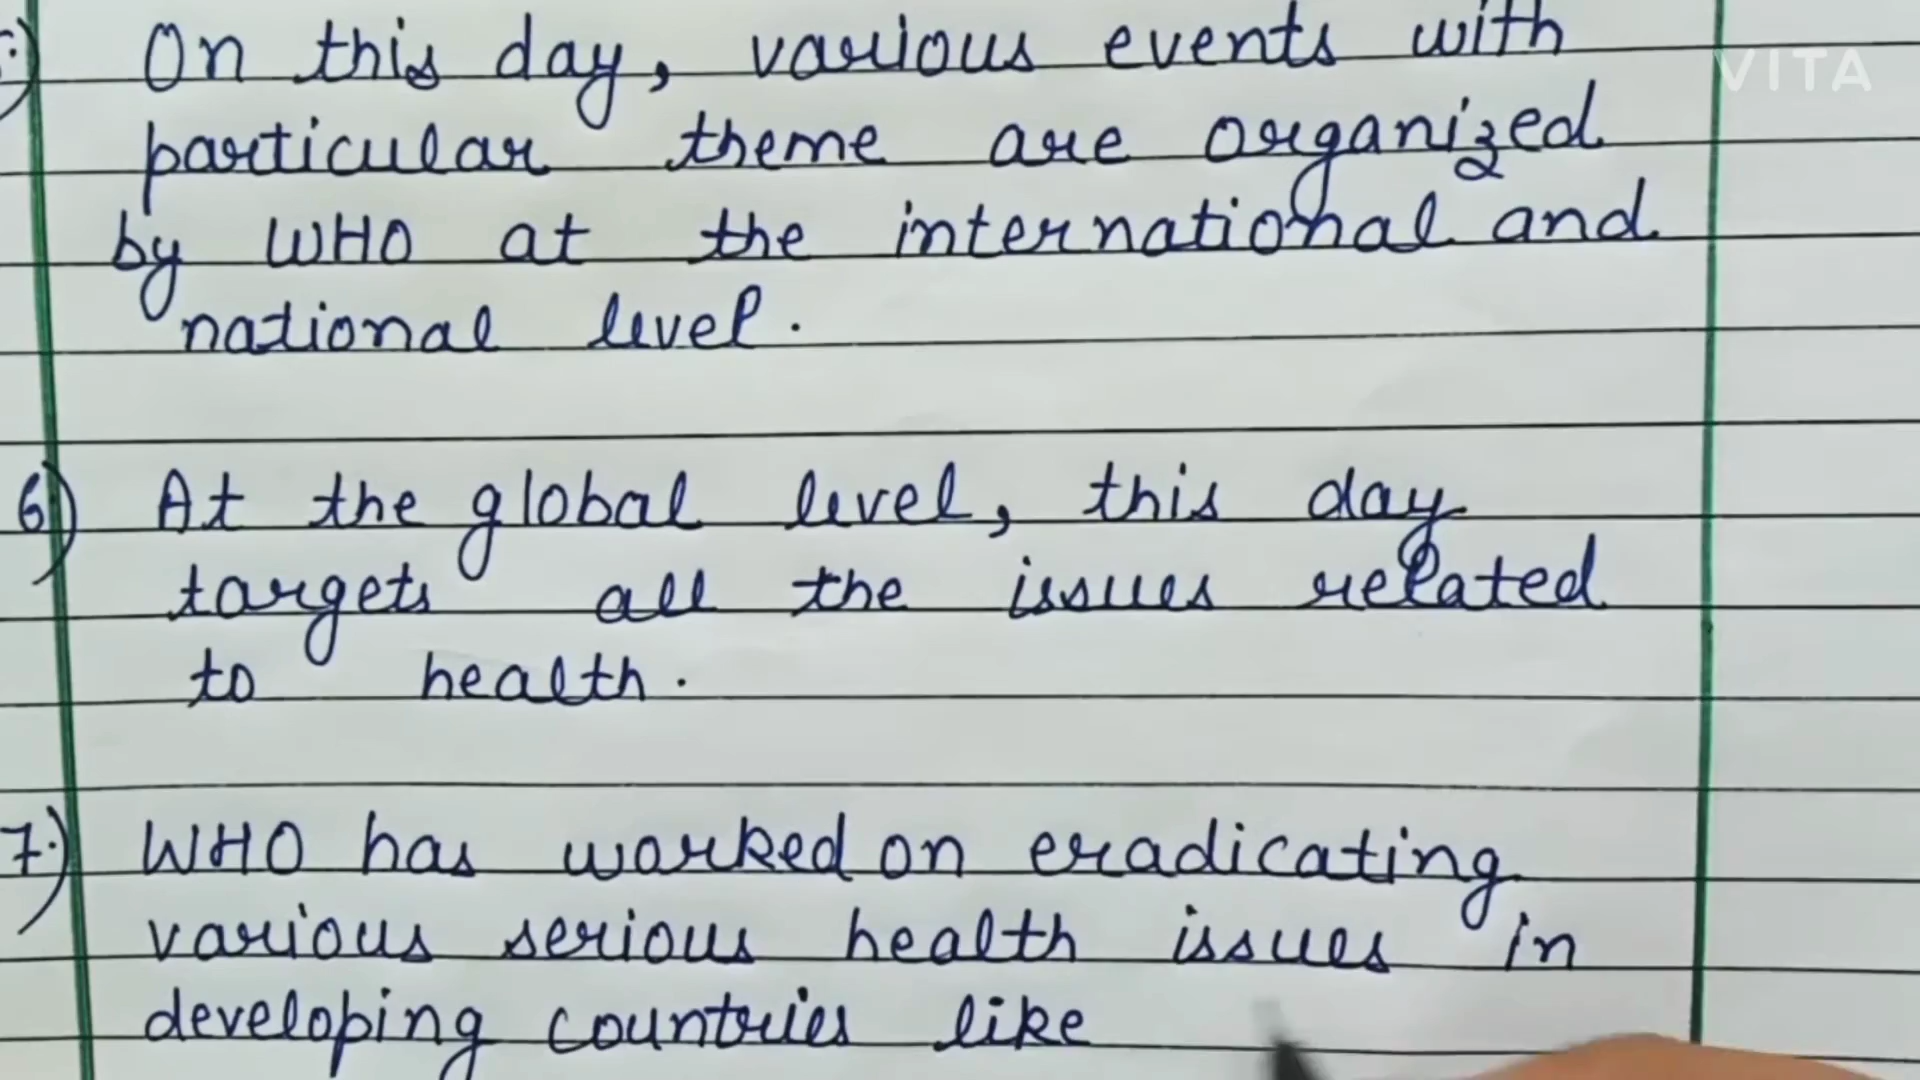 On this day, various events with
VITA
particular theme are organized
by WHO at the international and
national level.
6) At the global level, this day
targets all the issues related
to health.
7.) WHO has worked on eradicating
various serious health issues in
developing countries like